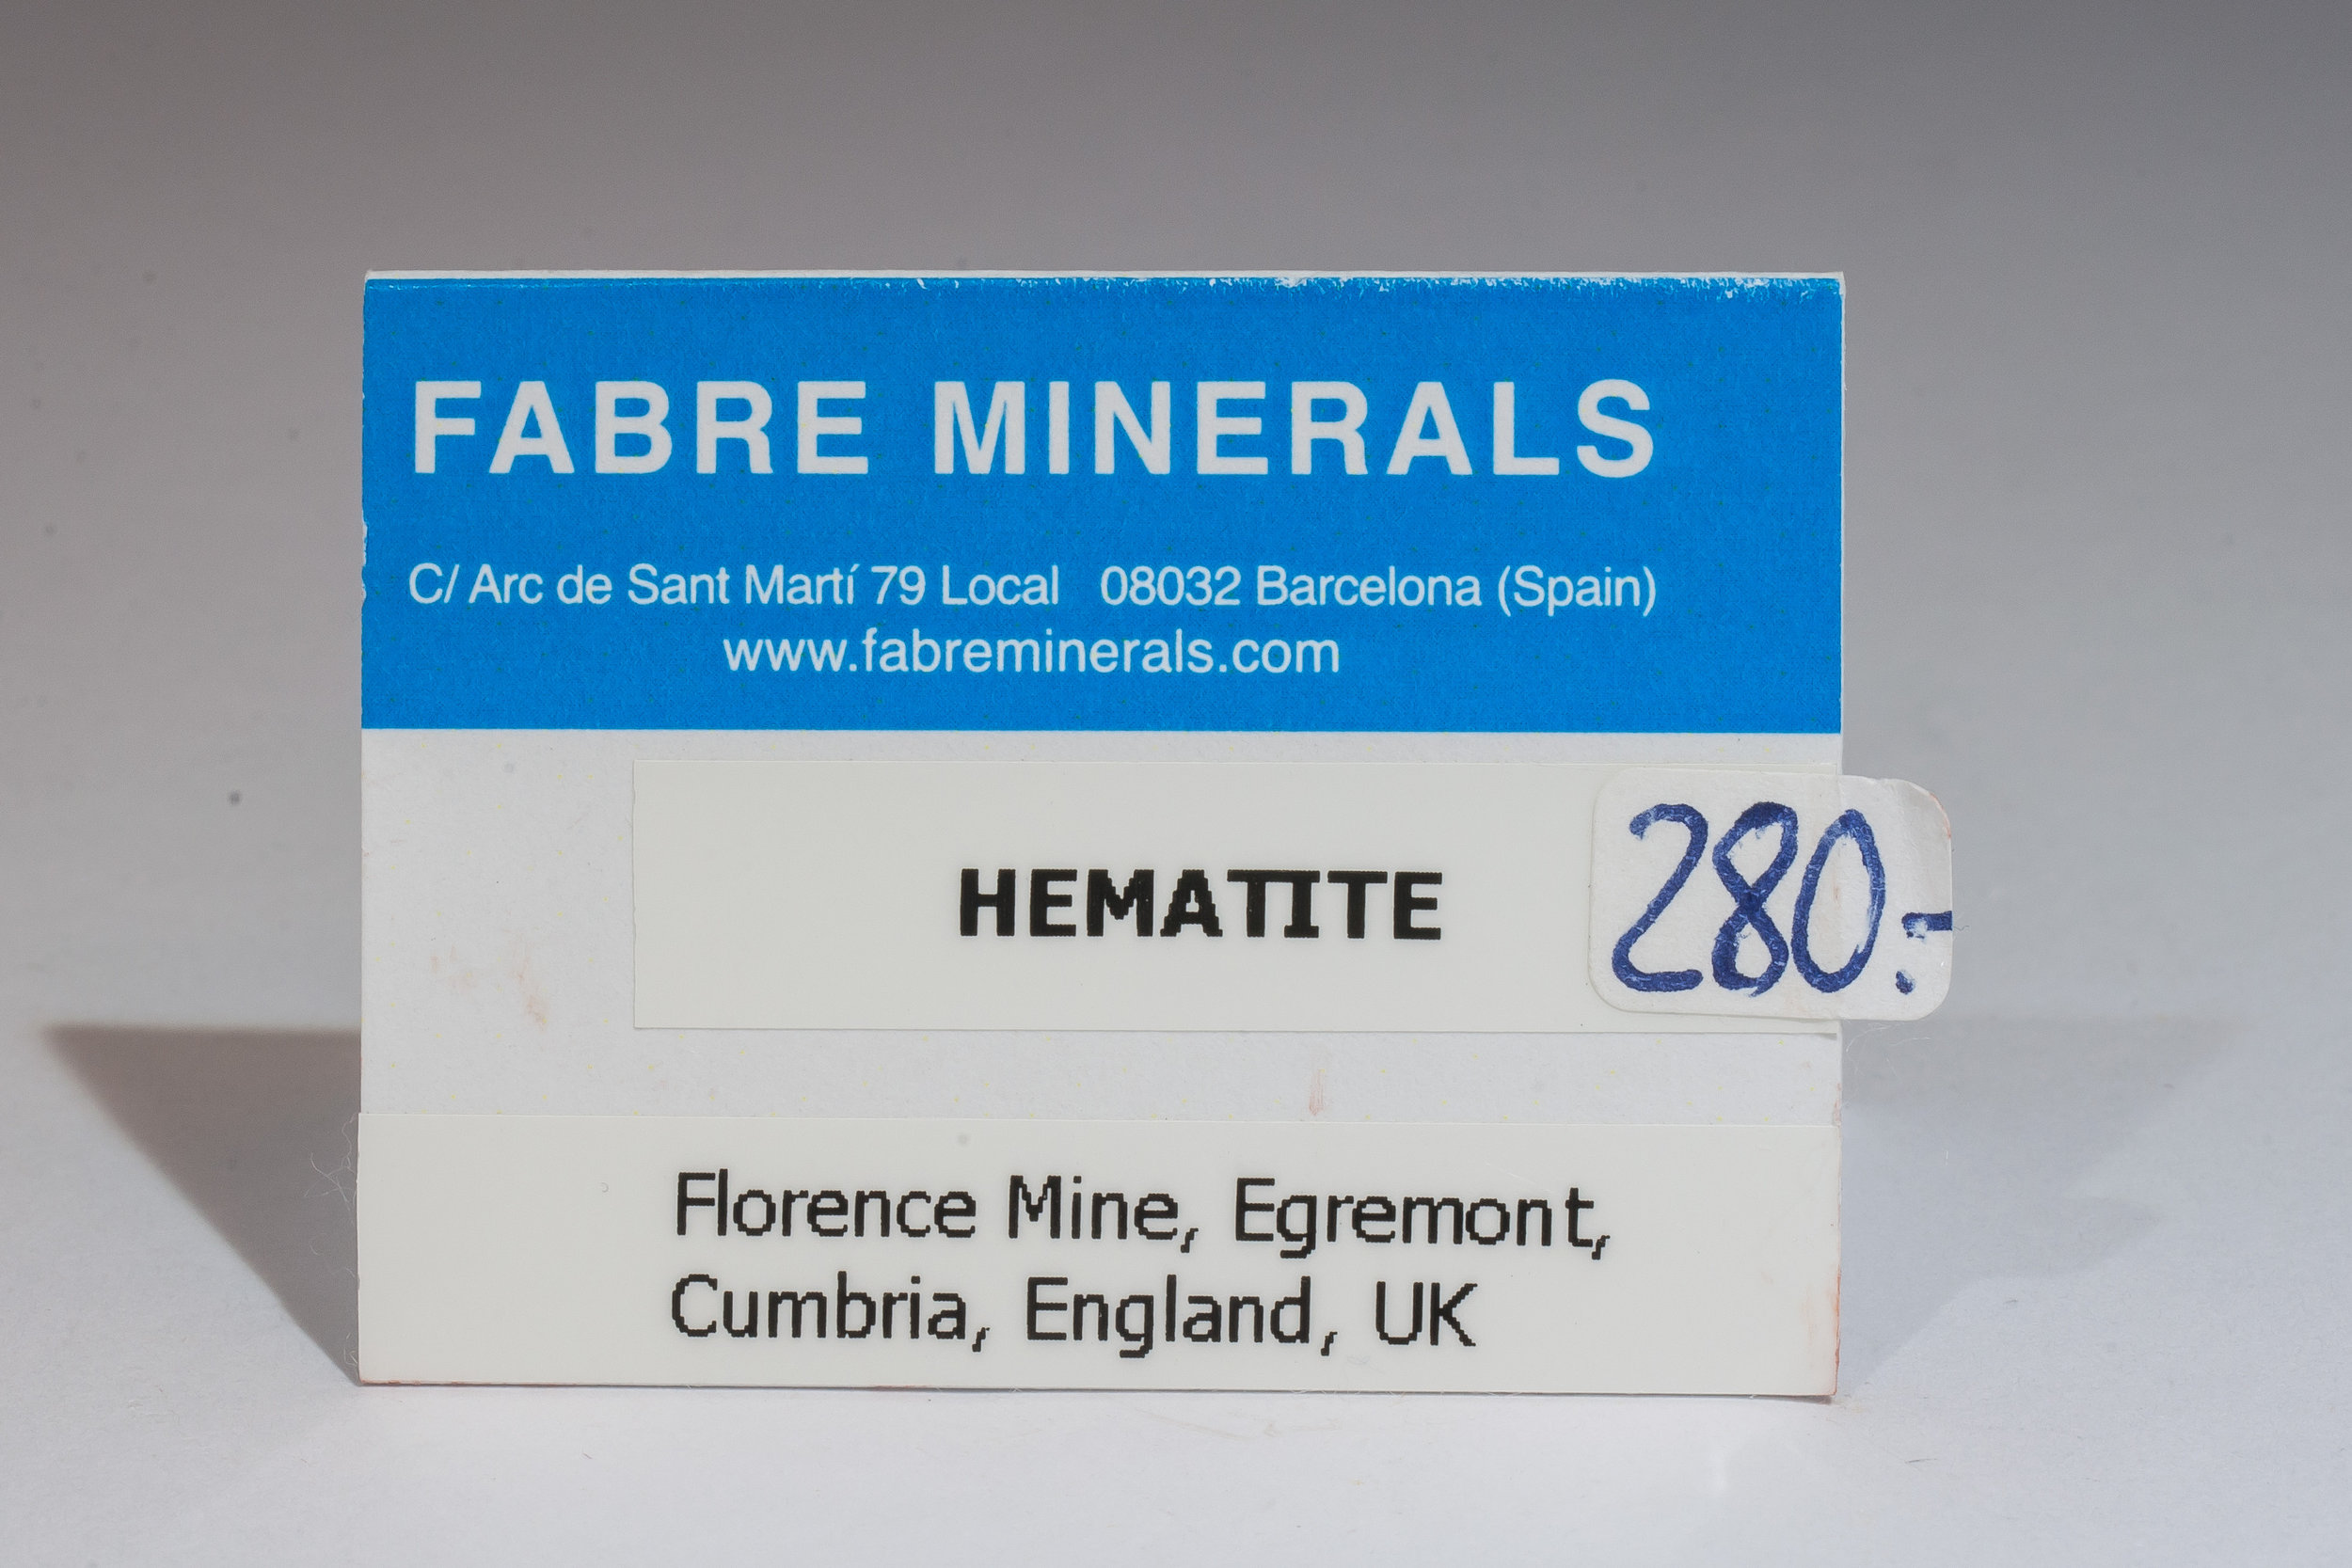 FABRE MINERALS
C/ Arc de Sant Martí 79 Local 08032 Barcelona (Spain)
www.fabreminerals.com
HEMATITE
280.-
Florence Mine, Egremont,
Cumbria, England, UK